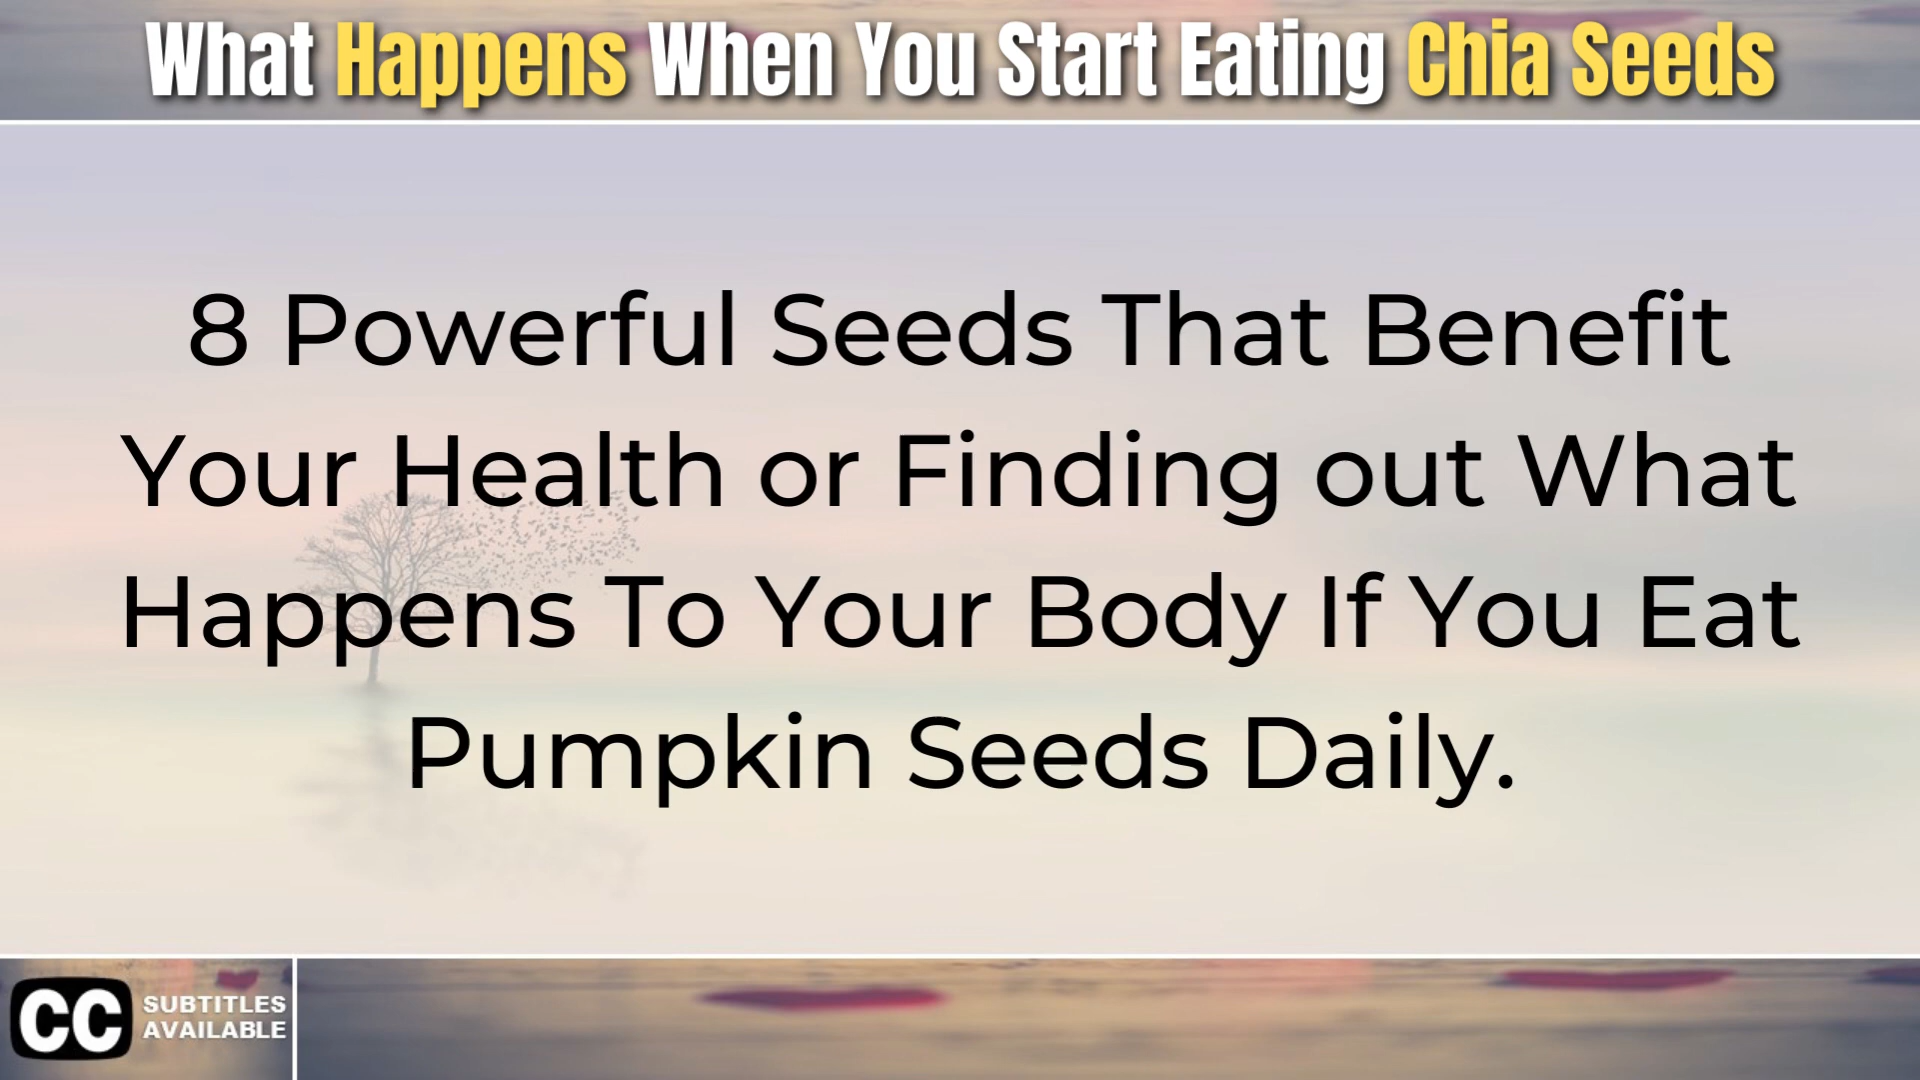 What Happens When You Start Eating Chia Seeds
8 Powerful Seeds That Benefit
Your Health or Finding out What
Happens To Your Body If You Eat
Pumpkin Seeds Daily.
CC
SUBTITLES
AVAILABLE